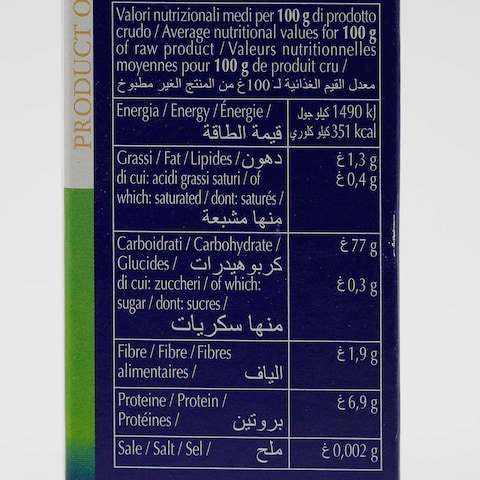 PRODUCT O
Valori nutrizionali medi per 100 g di prodotto
crudo / Average nutritional values for 100 g
of raw product / Valeurs nutritionnelles
moyennes pour 100 g de produit cru /
معدل القيم الغذائية لـ 100غ من المنتج الغير مطبوخ
Energia / Energy / Énergie / 1490 kJ كيلو جول
قيمة الطاقة 351 kcal كيلو كلوري
Grassi / Fat / Lipides / دهون 1,3 g غ
di cui: acidi grassi saturi / of 0,4 g غ
which: saturated / dont: saturés /
منها مشبعة
Carboidrati / Carbohydrate / 77 g غ
Glucides / كربوهيدرات
di cui: zuccheri / of which: 0,3 g غ
sugar / dont: sucres /
منها سكريات
Fibre / Fibre / Fibres 1,9 g غ
alimentaires / الياف
Proteine / Protein / 6,9 g غ
Protéines / بروتين
Sale / Salt / Sel / ملح 0,002 g غ